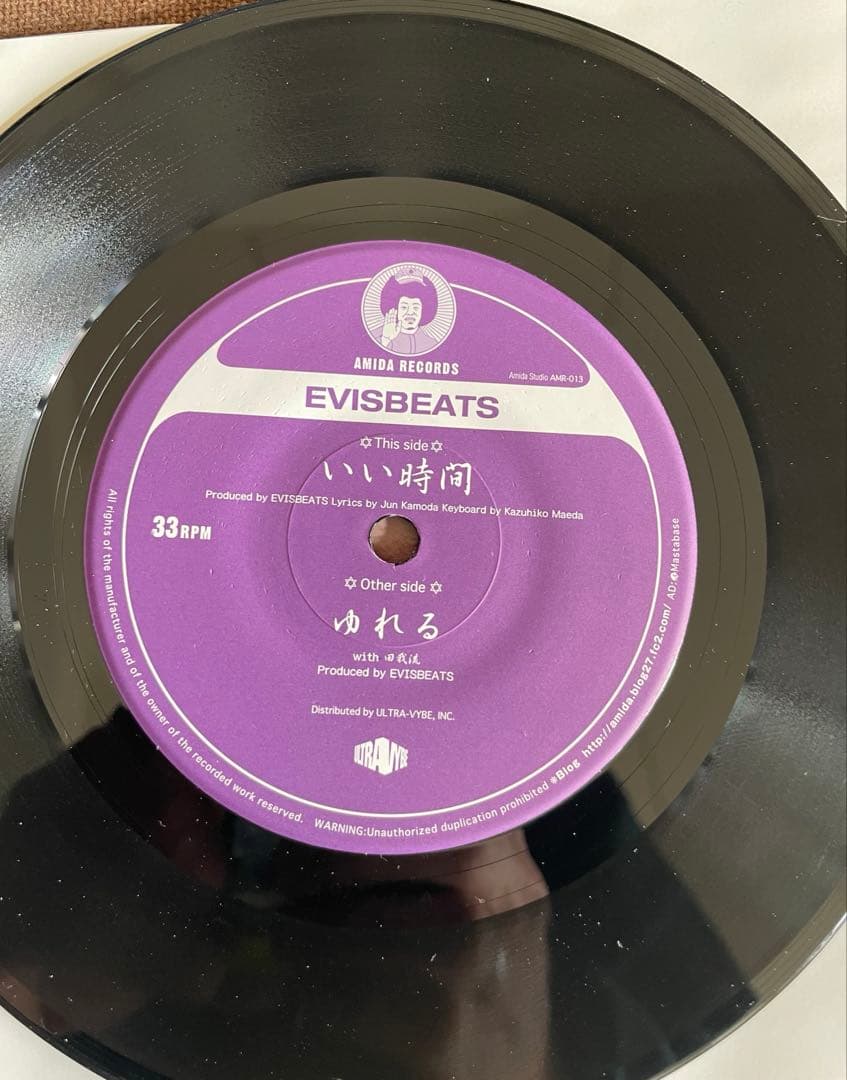 AMIDA RECORDS
Amida Studio AMR-013
EVISBEATS
✡This side✡
いい時間
Produced by EVISBEATS Lyrics by Jun Kamoda Keyboard by Kazuhiko Maeda
33RPM
✡ Other side ✡
ゆれる
with 田我流
Produced by EVISBEATS
Distributed by ULTRA-VYBE, INC.
ULTRA VYBE
All rights of the manufacturer and of the owner of the recorded work reserved. WARNING:Unauthorized duplication prohibited ※Blog http://amida.blog27.fc2.com/ AD:@Mastabase